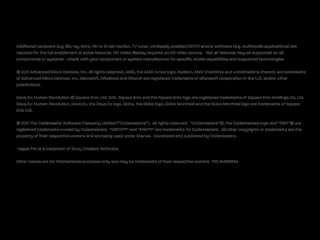 Additional hardware (e.g. Blu-ray drive, HD or 10-bit monitor, TV tuner, wirelessly enabled HDTV) and/or software (e.g. multimedia applications) are
required for the full enablement of some features. HD Video display requires an HD video source. Not all features may be supported on all
components or systems - check with your component or system manufacturer for specific model capabilities and supported technologies.
© 2011 Advanced Micro Devices, Inc. All rights reserved. AMD, the AMD Arrow logo, Radeon, AMD OverDrive and combinations thereof, are trademarks
of Advanced Micro Devices, Inc. Microsoft, Windows and DirectX are registered trademarks of Microsoft Corporation in the U.S. and/or other
jurisdictions.
Deus Ex: Human Revolution © Square Enix, Ltd. 2011. Square Enix and the Square Enix logo are registered trademarks of Square Enix Holdings Co, Ltd.
Deus Ex: Human Revolution, Deus Ex, the Deus Ex logo, Eidos, the Eidos logo, Eidos Montreal and the Eidos Montreal logo are trademarks of Square
Enix Ltd.
© 2011 The Codemasters Software Company Limited ("Codemasters"). All rights reserved. "Codemasters"®, the Codemasters logo and "DiRT"® are
registered trademarks owned by Codemasters. "DiRT3"™ and "EGO"™ are trademarks of Codemasters. All other copyrights or trademarks are the
property of their respective owners and are being used under license. Developed and published by Codemasters.
Vegas Pro is a trademark of Sony Creative Software.
Other names are for informational purposes only and may be trademarks of their respective owners.